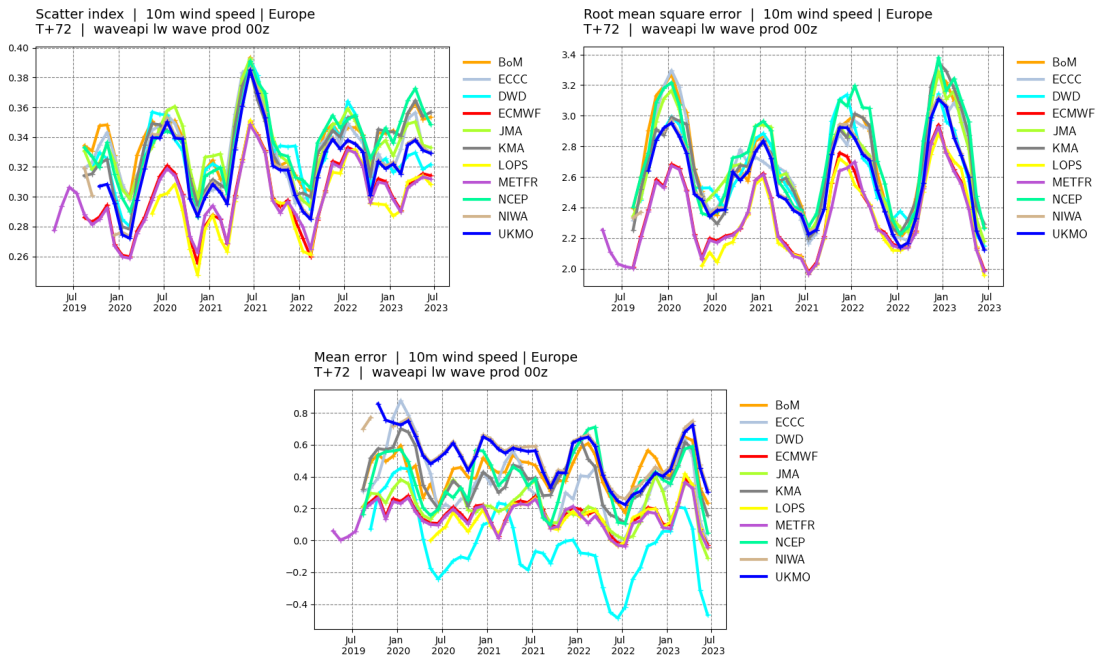 Scatter index | 10m wind speed | Europe
T+72 | waveapi lw wave prod 00z
0.40
0.38
0.36
0.34
0.32
0.30
0.28
0.26
Jul
2019
Jan
2020
Jul
2020
Jan
2021
Jul
2021
Jan
2022
Jul
2022
Jan
2023
Jul
2023
BoM
ECCC
DWD
ECMWF
JMA
KMA
LOPS
METFR
NCEP
NIWA
UKMO
Root mean square error | 10m wind speed | Europe
T+72 | waveapi lw wave prod 00z
3.4
3.2
3.0
2.8
2.6
2.4
2.2
2.0
Jul
2019
Jan
2020
Jul
2020
Jan
2021
Jul
2021
Jan
2022
Jul
2022
Jan
2023
Jul
2023
BoM
ECCC
DWD
ECMWF
JMA
KMA
LOPS
METFR
NCEP
NIWA
UKMO
Mean error | 10m wind speed | Europe
T+72 | waveapi lw wave prod 00z
0.8
0.6
0.4
0.2
0.0
−0.2
−0.4
Jul
2019
Jan
2020
Jul
2020
Jan
2021
Jul
2021
Jan
2022
Jul
2022
Jan
2023
Jul
2023
BoM
ECCC
DWD
ECMWF
JMA
KMA
LOPS
METFR
NCEP
NIWA
UKMO